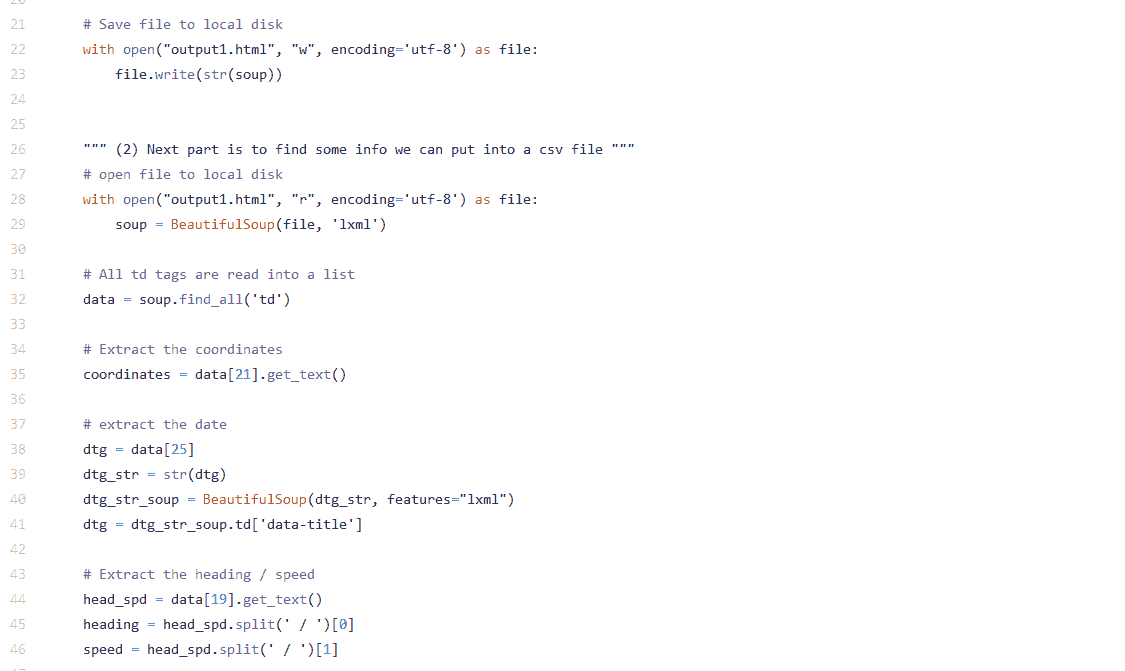 21 # Save file to local disk
22 with open("output1.html", "w", encoding='utf-8') as file:
23 file.write(str(soup))
24
25
26 """ (2) Next part is to find some info we can put into a csv file """
27 # open file to local disk
28 with open("output1.html", "r", encoding='utf-8') as file:
29 soup = BeautifulSoup(file, 'lxml')
30
31 # All td tags are read into a list
32 data = soup.find_all('td')
33
34 # Extract the coordinates
35 coordinates = data[21].get_text()
36
37 # extract the date
38 dtg = data[25]
39 dtg_str = str(dtg)
40 dtg_str_soup = BeautifulSoup(dtg_str, features="lxml")
41 dtg = dtg_str_soup.td['data-title']
42
43 # Extract the heading / speed
44 head_spd = data[19].get_text()
45 heading = head_spd.split(' / ')[0]
46 speed = head_spd.split(' / ')[1]